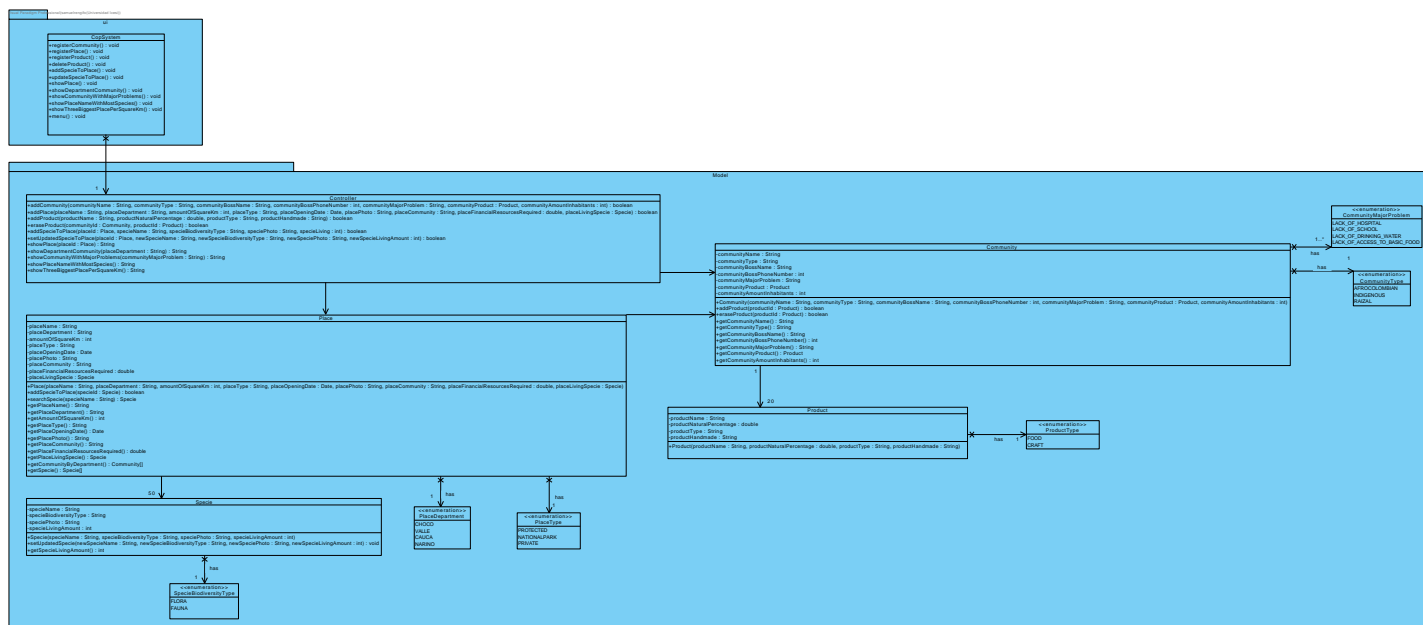 ui
CopSystem
+registerCommunity() : void
+registerPlace() : void
+registerProduct() : void
+deleteProduct() : void
+addSpecieToPlace() : void
+updateSpecieToPlace() : void
+showPlace() : void
+showDepartmentCommunity() : void
+showCommunityWithMajorProblems() : void
+showPlaceNameWithMostSpecies() : void
+showThreeBiggestPlacePerSquareKm() : void
+menu() : void
1
Model
Controller
+addCommunity(communityName : String, communityType : String, communityBossName : String, communityBossPhoneNumber : int, communityMajorProblem : String, communityProduct : Product, communityAmountInhabitants : int) : boolean
+addPlace(placeName : String, placeDepartment : String, amountOfSquareKm : int, placeType : String, placeOpeningDate : Date, placePhoto : String, placeCommunity : String, placeFinancialResourcesRequired : double, placeLivingSpecie : Specie) : boolean
+addProduct(productName : String, productNaturalPercentage : double, productType : String, productHandmade : String) : boolean
+eraseProduct(communityId : Community, productId : Product) : boolean
+addSpecieToPlace(placeId : Place, specieName : String, specieBiodiversityType : String, speciePhoto : String, specieLiving : int) : boolean
+setUpdatedSpecieToPlace(placeId : Place, newSpecieName : String, newSpecieBiodiversityType : String, newSpeciePhoto : String, newSpecieLivingAmount : int) : boolean
+showPlace(placeId : Place) : String
+showDepartmentCommunity(placeDepartment : String) : String
+showCommunityWithMajorProblems(communityMajorProblem : String) : String
+showPlaceNameWithMostSpecies() : String
+showThreeBiggestPlacePerSquareKm() : String
Community
-communityName : String
-communityType : String
-communityBossName : String
-communityBossPhoneNumber : int
-communityMajorProblem : String
-communityProduct : Product
-communityAmountInhabitants : int
+Community(communityName : String, communityType : String, communityBossName : String, communityBossPhoneNumber : int, communityMajorProblem : String, communityProduct : Product, communityAmountInhabitants : int)
+addProduct(productId : Product) : boolean
+eraseProduct(productId : Product) : boolean
+getCommunityName() : String
+getCommunityType() : String
+getCommunityBossName() : String
+getCommunityBossPhoneNumber() : int
+getCommunityMajorProblem() : String
+getCommunityProduct() : Product
+getCommunityAmountInhabitants() : int
<<enumeration>>
CommunityMajorProblem
LACK_OF_HOSPITAL
LACK_OF_SCHOOL
LACK_OF_DRINKING_WATER
LACK_OF_ACCESS_TO_BASIC_FOOD
1..*
has
has
1
<<enumeration>>
CommunityType
AFROCOLOMBIAN
INDIGENOUS
RAIZAL
Place
-placeName : String
-placeDepartment : String
-amountOfSquareKm : int
-placeType : String
-placeOpeningDate : Date
-placePhoto : String
-placeCommunity : String
-placeFinancialResourcesRequired : double
-placeLivingSpecie : Specie
+Place(placeName : String, placeDepartment : String, amountOfSquareKm : int, placeType : String, placeOpeningDate : Date, placePhoto : String, placeCommunity : String, placeFinancialResourcesRequired : double, placeLivingSpecie : Specie)
+addSpecieToPlace(specieId : Specie) : boolean
+searchSpecie(specieName : String) : Specie
+getPlaceName() : String
+getPlaceDepartment() : String
+getAmountOfSquareKm() : int
+getPlaceType() : String
+getPlaceOpeningDate() : Date
+getPlacePhoto() : String
+getPlaceCommunity() : String
+getPlaceFinancialResourcesRequired() : double
+getPlaceLivingSpecie() : Specie
+getCommunityByDepartment() : Community[]
+getSpecie() : Specie[]
1
20
Product
-productName : String
-productNaturalPercentage : double
-productType : String
-productHandmade : String
+Product(productName : String, productNaturalPercentage : double, productType : String, productHandmade : String)
has
1
<<enumeration>>
ProductType
FOOD
CRAFT
50
Specie
-specieName : String
-specieBiodiversityType : String
-speciePhoto : String
-specieLivingAmount : int
+Specie(specieName : String, specieBiodiversityType : String, speciePhoto : String, specieLivingAmount : int)
+setUpdatedSpecie(newSpecieName : String, newSpecieBiodiversityType : String, newSpeciePhoto : String, newSpecieLivingAmount : int) : void
+getSpecieLivingAmount() : int
1
has
<<enumeration>>
PlaceDepartment
CHOCO
VALLE
CAUCA
NARINO
has
1
<<enumeration>>
PlaceType
PROTECTED
NATIONALPARK
PRIVATE
has
1
<<enumeration>>
SpecieBiodiversityType
FLORA
FAUNA